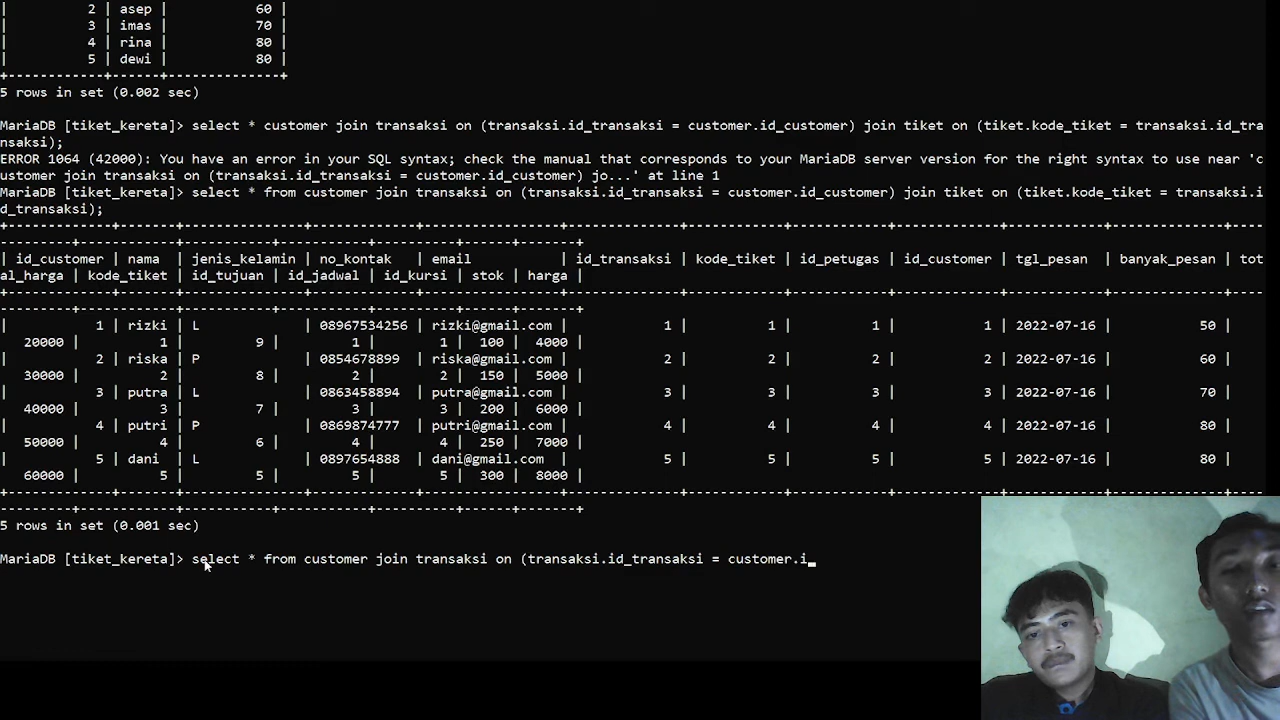 |          2 | asep |           60 |
|          3 | imas |           70 |
|          4 | rina |           80 |
|          5 | dewi |           80 |
+------------+------+--------------+
5 rows in set (0.002 sec)
MariaDB [tiket_kereta]> select * customer join transaksi on (transaksi.id_transaksi = customer.id_customer) join tiket on (tiket.kode_tiket = transaksi.id_tra
nsaksi);
ERROR 1064 (42000): You have an error in your SQL syntax; check the manual that corresponds to your MariaDB server version for the right syntax to use near 'c
ustomer join transaksi on (transaksi.id_transaksi = customer.id_customer) jo...' at line 1
MariaDB [tiket_kereta]> select * from customer join transaksi on (transaksi.id_transaksi = customer.id_customer) join tiket on (tiket.kode_tiket = transaksi.i
d_transaksi);
| id_customer | nama  | jenis_kelamin | no_kontak   | email           | id_transaksi | kode_tiket | id_petugas | id_customer | tgl_pesan  | banyak_pesan | tot
al_harga | kode_tiket | id_tujuan | id_jadwal | id_kursi | stok | harga |
|           1 | rizki | L             | 08967534256 | rizki@gmail.com |            1 |          1 |          1 |           1 | 2022-07-16 |           50 |
   20000 |          1 |         9 |         1 |        1 |  100 |  4000 |
|           2 | riska | P             | 0854678899  | riska@gmail.com |            2 |          2 |          2 |           2 | 2022-07-16 |           60 |
   30000 |          2 |         8 |         2 |        2 |  150 |  5000 |
|           3 | putra | L             | 0863458894  | putra@gmail.com |            3 |          3 |          3 |           3 | 2022-07-16 |           70 |
   40000 |          3 |         7 |         3 |        3 |  200 |  6000 |
|           4 | putri | P             | 0869874777  | putri@gmail.com |            4 |          4 |          4 |           4 | 2022-07-16 |           80 |
   50000 |          4 |         6 |         4 |        4 |  250 |  7000 |
|           5 | dani  | L             | 0897654888  | dani@gmail.com  |            5 |          5 |          5 |           5 | 2022-07-16 |           80 |
   60000 |          5 |         5 |         5 |        5 |  300 |  8000 |
5 rows in set (0.001 sec)
MariaDB [tiket_kereta]> select * from customer join transaksi on (transaksi.id_transaksi = customer.i_